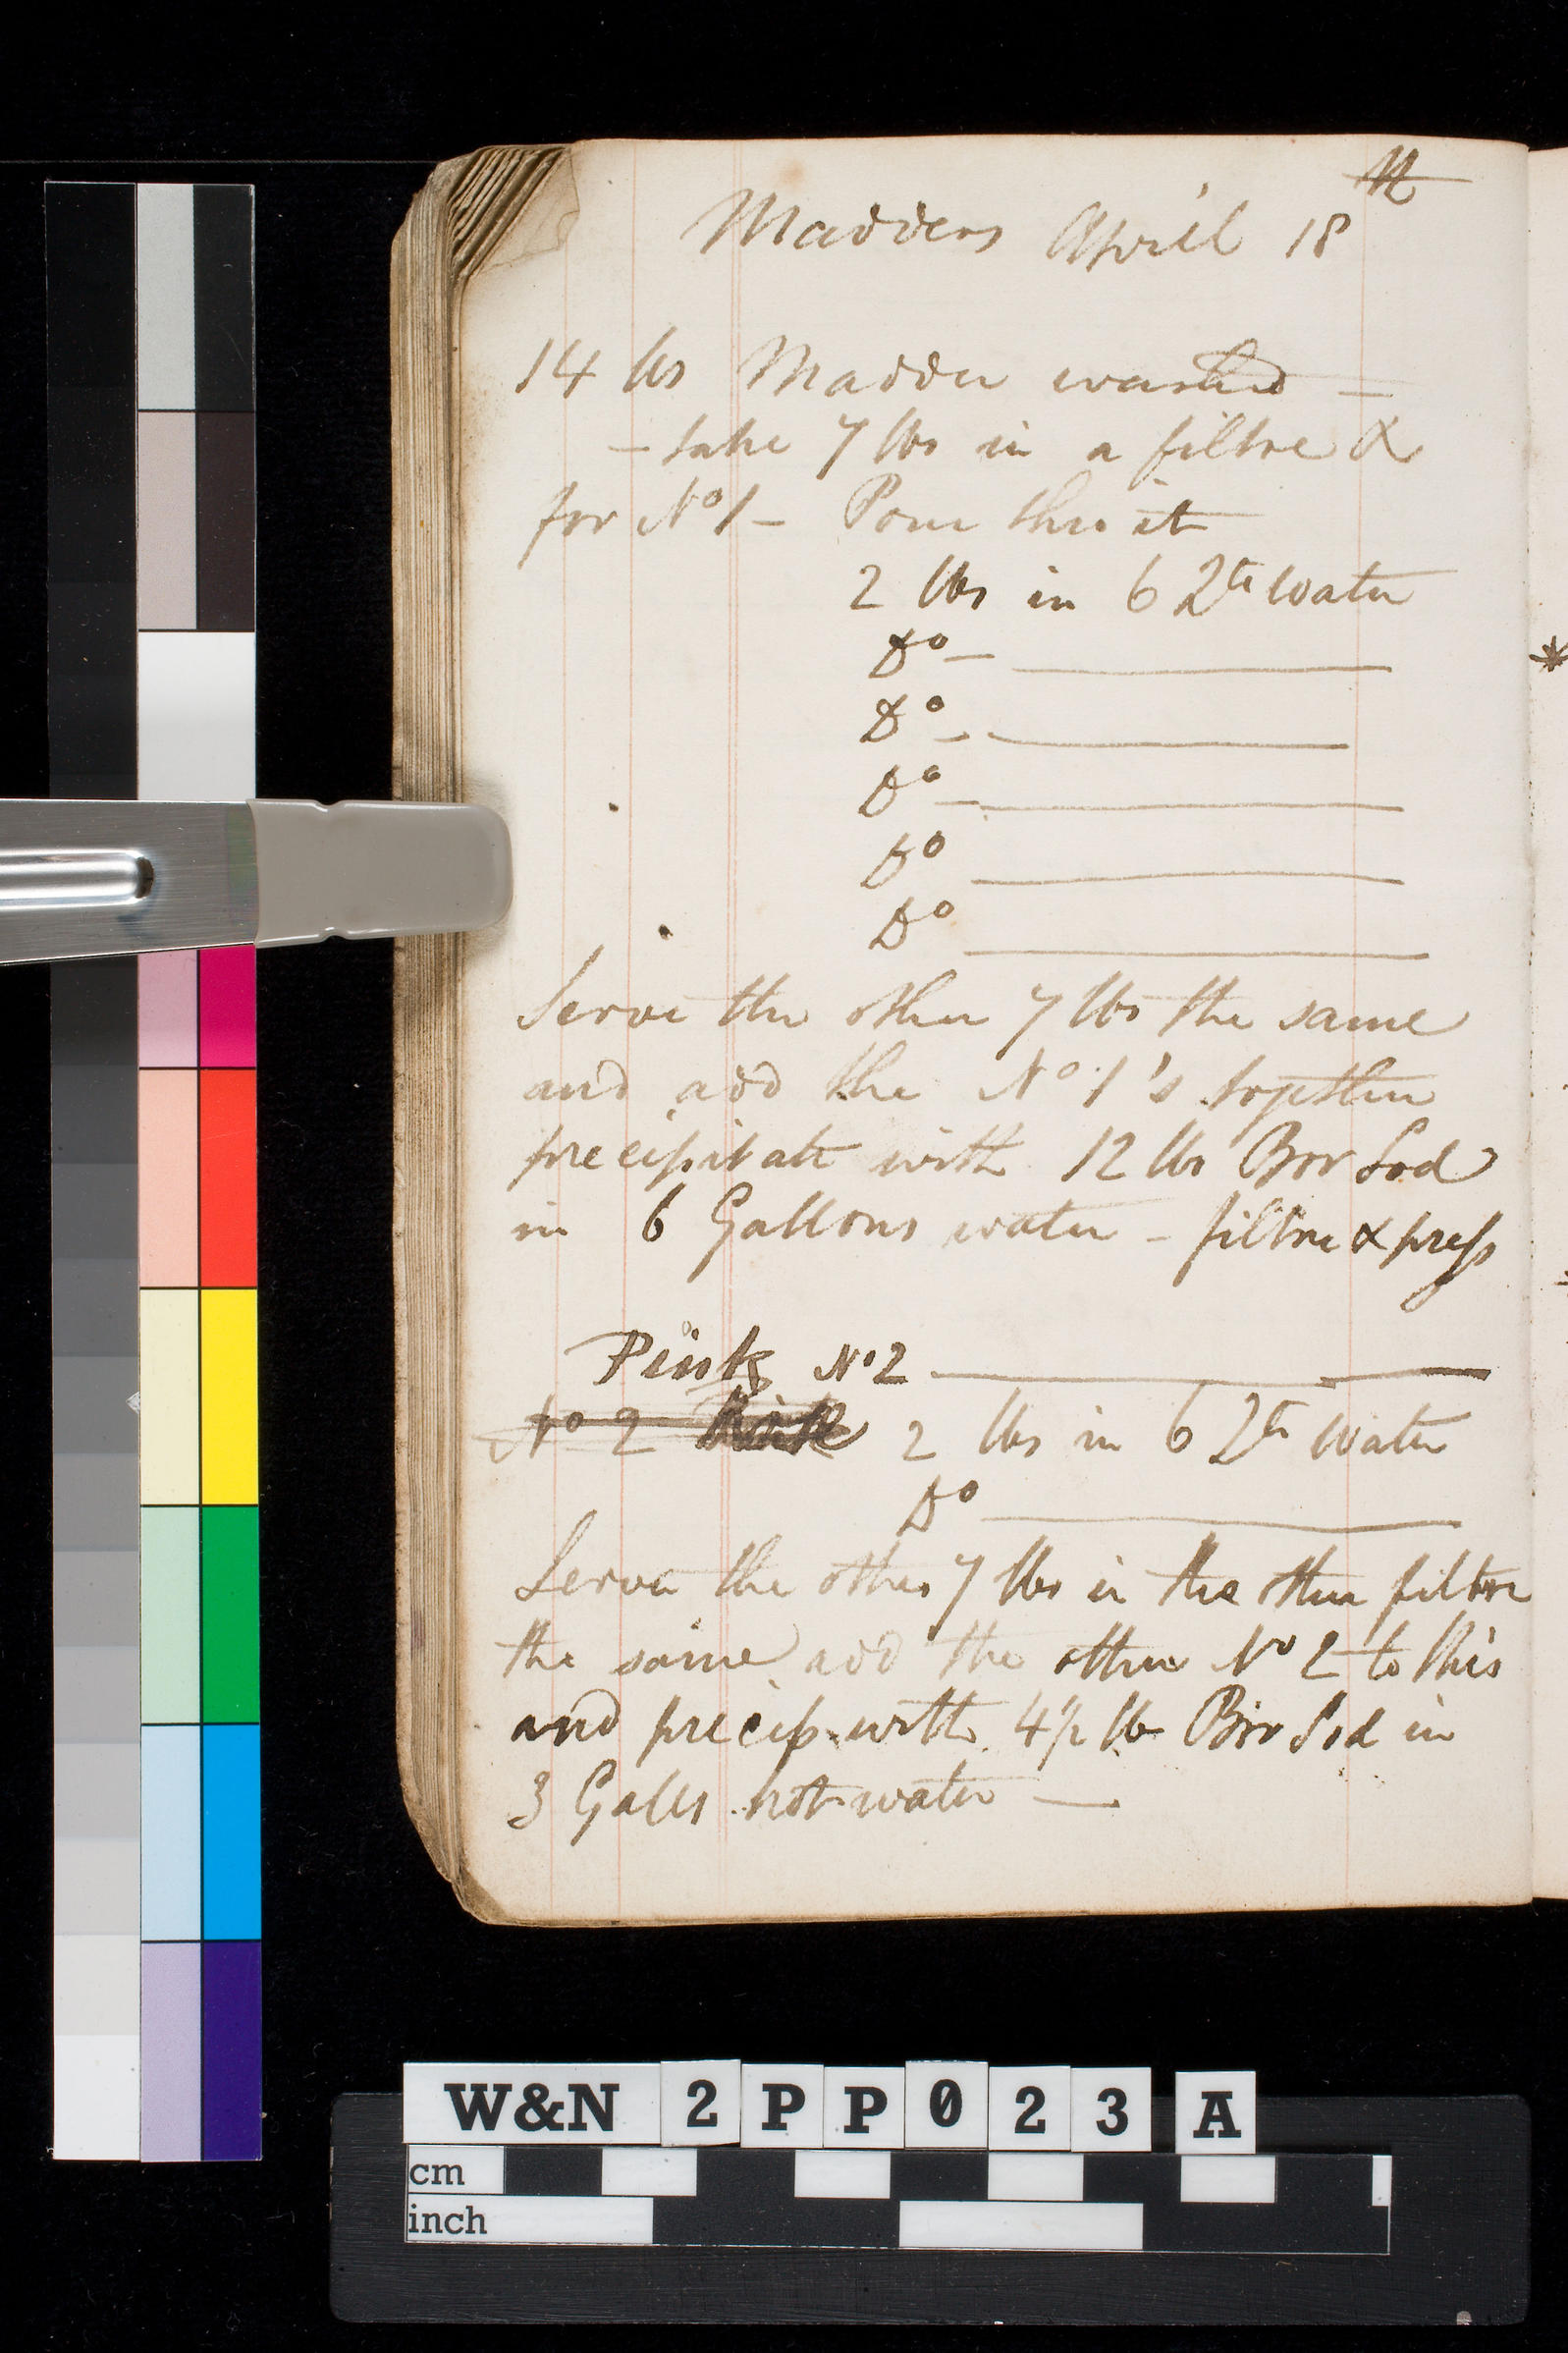 Madders April 18th
14 lbs Madder washed —
— take 7 lbs in a filtre &
for No 1 — Pour thro it
2 lbs in 6 Qts water
Do — ———
Do — ———
Do — ———
Do ———
Do ———
Serve the other 7 lbs the same
and add the No 1's together
precipitate with 12 lbs Bor Sod
in 6 Gallons water — filtre & press
Pink No 2 ———
No 2 2 lbs in 6 Qts water
Do ———
Serve the other 7 lbs in the other filtre
the same add the other No 2 to this
and precip. with 4 1/2 lb Bor Sod in
3 Galls hot water —
W&N 2PP023 A
cm
inch